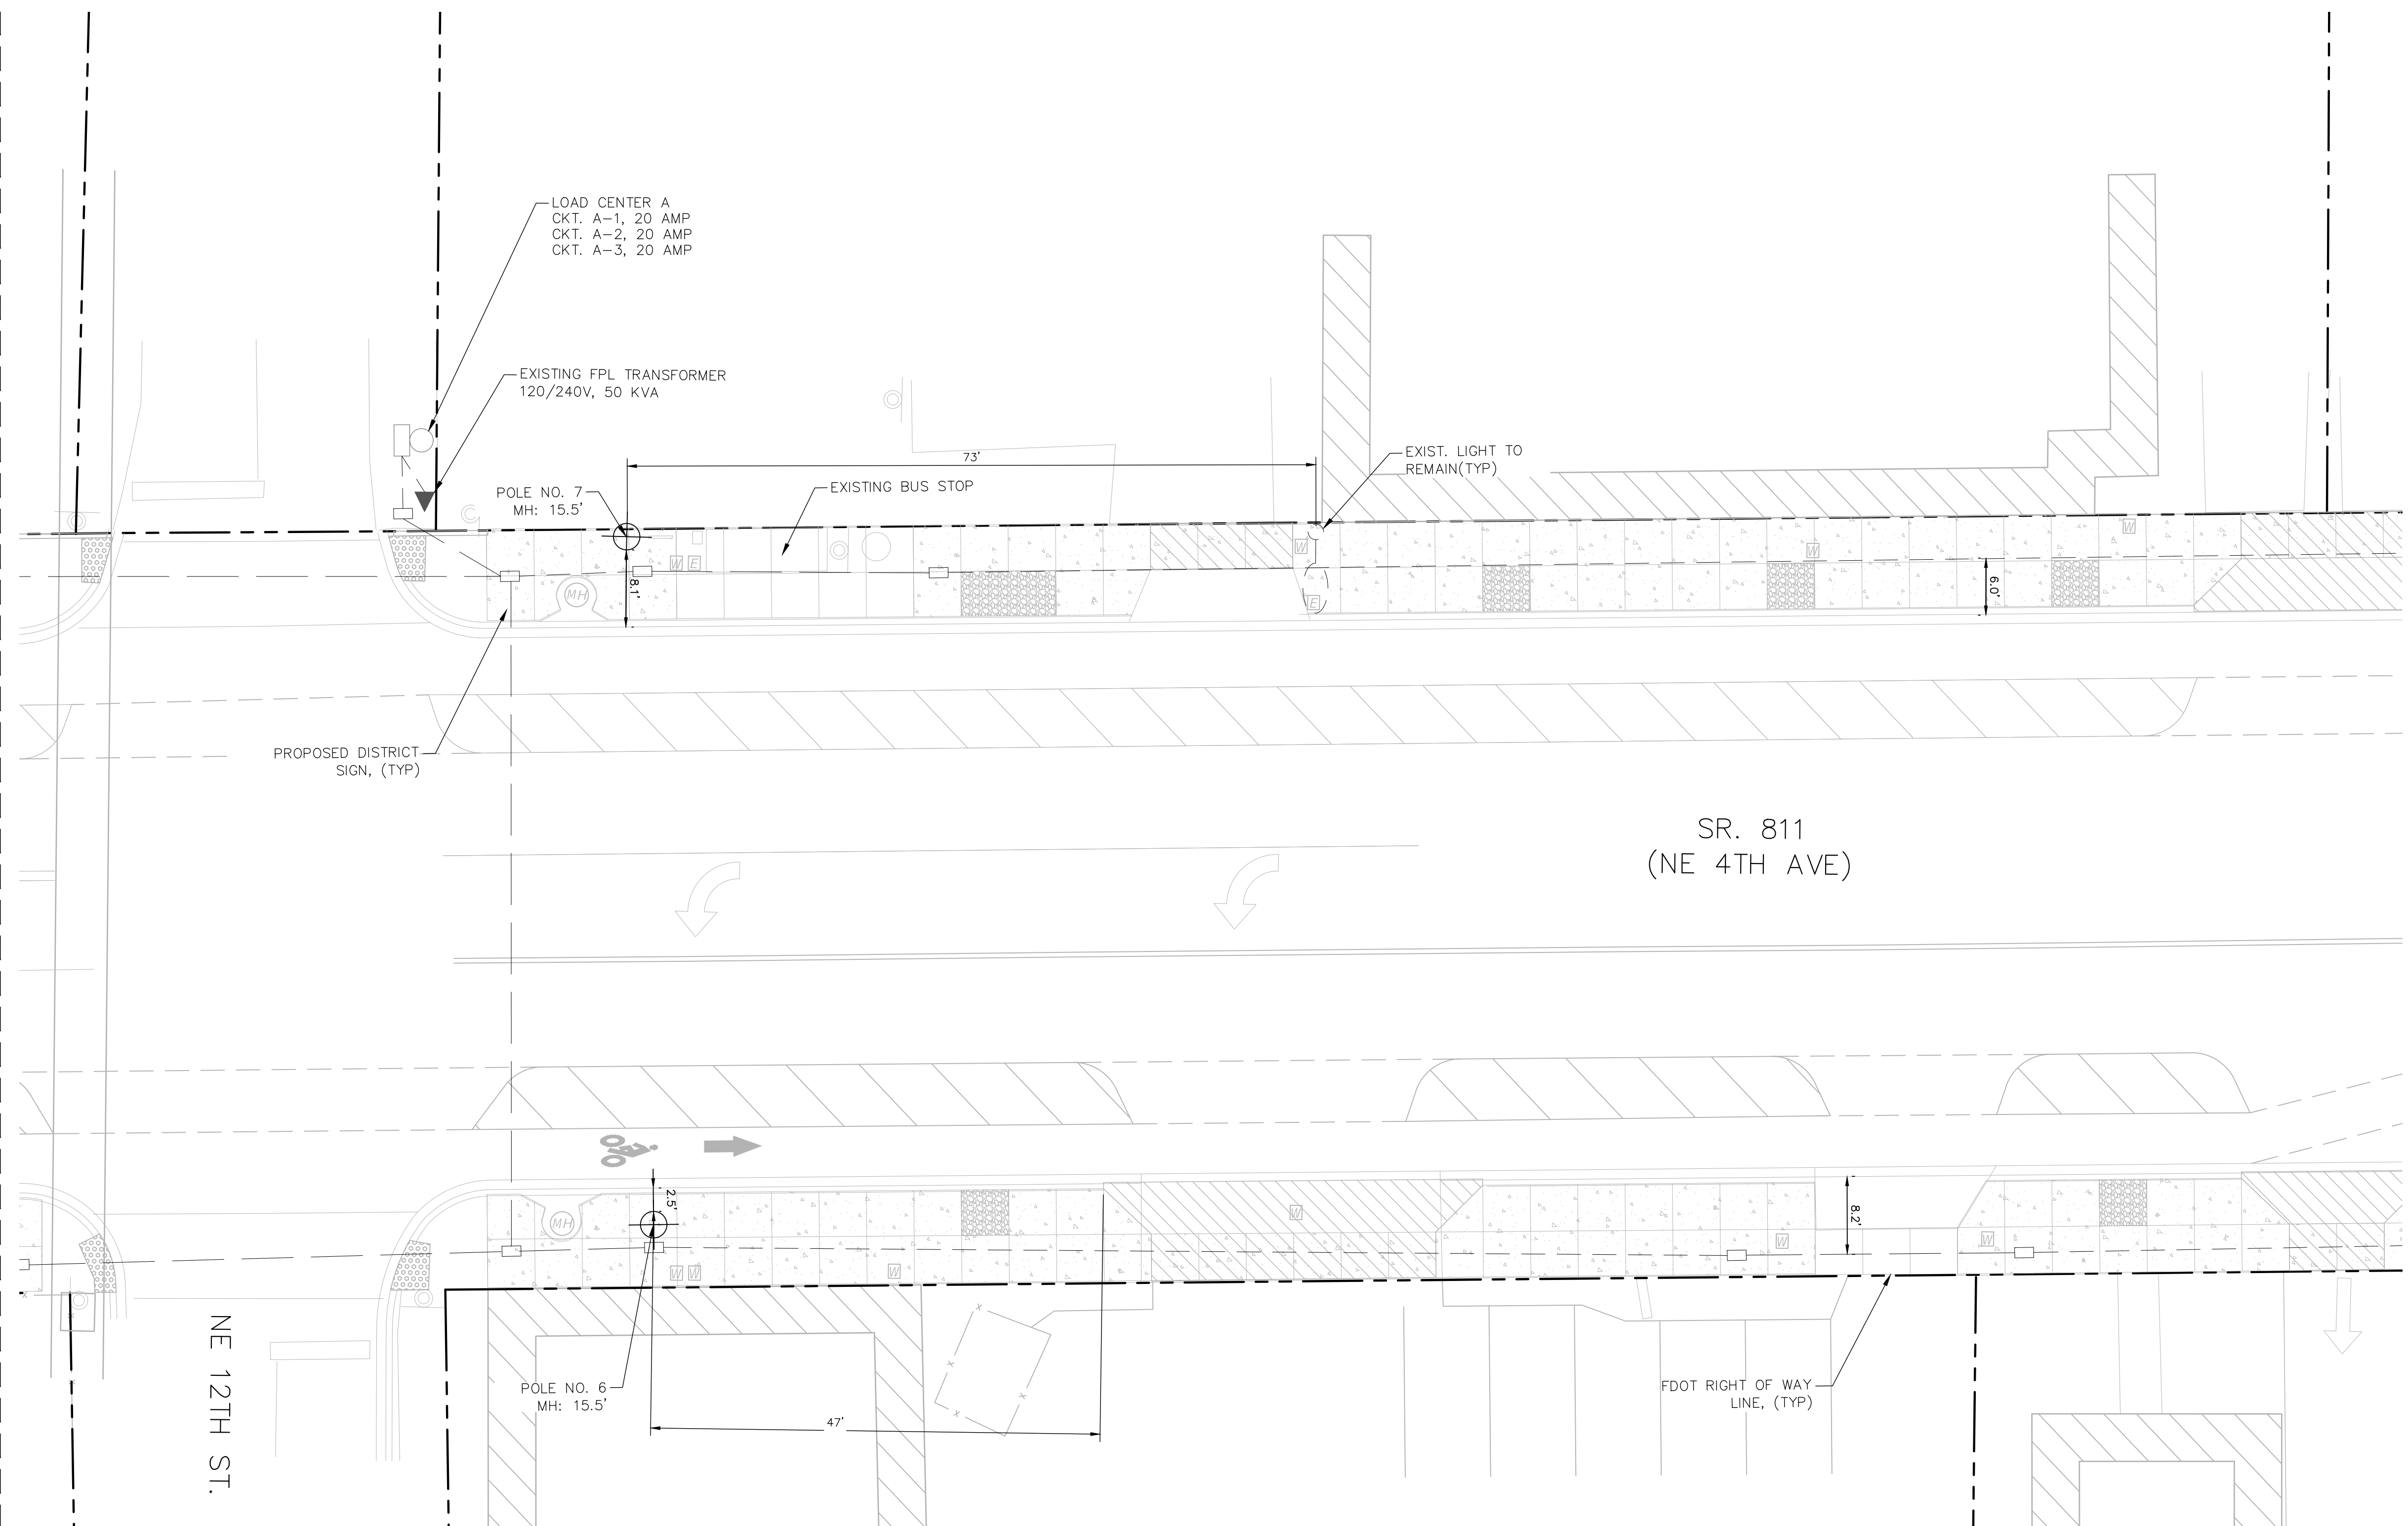 LOAD CENTER A
CKT. A-1, 20 AMP
CKT. A-2, 20 AMP
CKT. A-3, 20 AMP
EXISTING FPL TRANSFORMER
120/240V, 50 KVA
73'
EXIST. LIGHT TO
REMAIN(TYP)
POLE NO. 7
MH: 15.5'
EXISTING BUS STOP
W
W
W
W
E
MH
8.1'
E
6.0'
PROPOSED DISTRICT
SIGN, (TYP)
SR. 811
(NE 4TH AVE)
2.5'
MH
W
8.2'
W
W
W
W
W
NE 12TH ST.
POLE NO. 6
MH: 15.5'
47'
FDOT RIGHT OF WAY
LINE, (TYP)